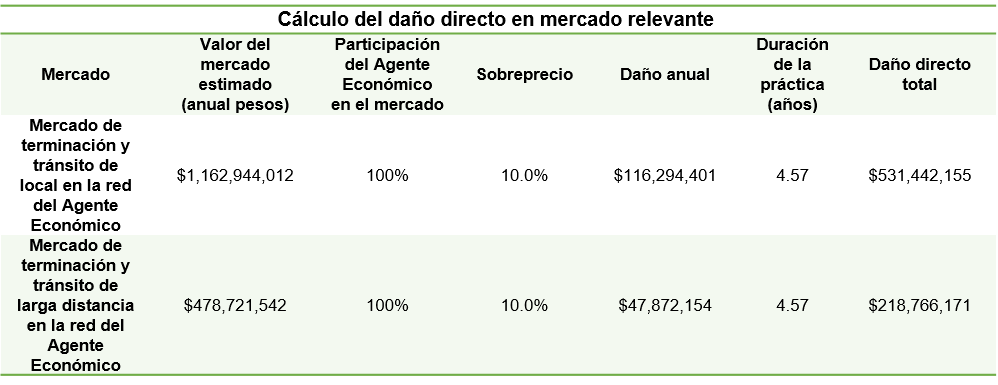 Cálculo del daño directo en mercado relevante
Mercado
Valor del
mercado
estimado
(anual pesos)
Participación
del Agente
Económico
en el mercado
Sobreprecio
Daño anual
Duración
de la
práctica
(años)
Daño directo
total
Mercado de
terminación y
tránsito de
local en la red
del Agente
Económico
$1,162,944,012
100%
10.0%
$116,294,401
4.57
$531,442,155
Mercado de
terminación y
tránsito de
larga distancia
en la red del
Agente
Económico
$478,721,542
100%
10.0%
$47,872,154
4.57
$218,766,171